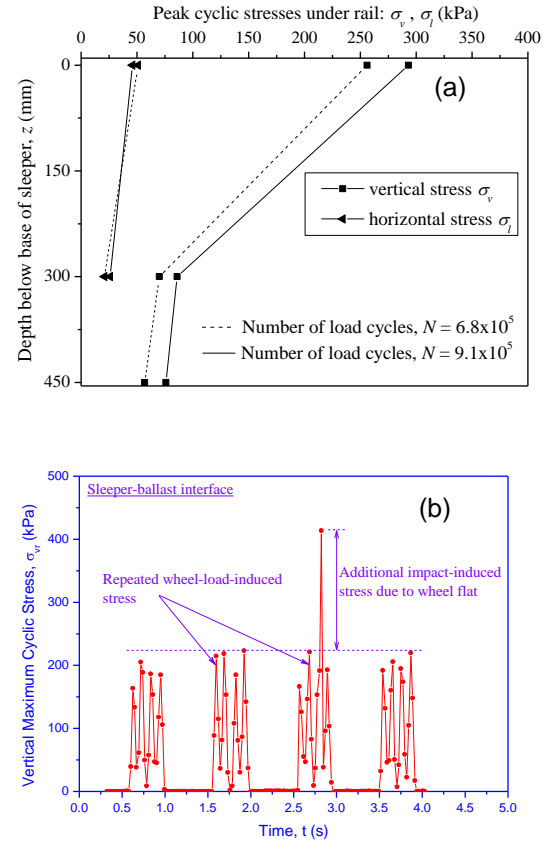 Peak cyclic stresses under rail: σv , σl (kPa)
0 50 100 150 200 250 300 350 400
Depth below base of sleeper, z (mm)
0
150
300
450
(a)
vertical stress σv
horizontal stress σl
Number of load cycles, N = 6.8x10⁵
Number of load cycles, N = 9.1x10⁵
Vertical Maximum Cyclic Stress, σvr (kPa)
500
400
300
200
100
0
Sleeper-ballast interface
(b)
Repeated wheel-load-induced
stress
Additional impact-induced
stress due to wheel flat
0.0 0.5 1.0 1.5 2.0 2.5 3.0 3.5 4.0 4.5 5.0
Time, t (s)